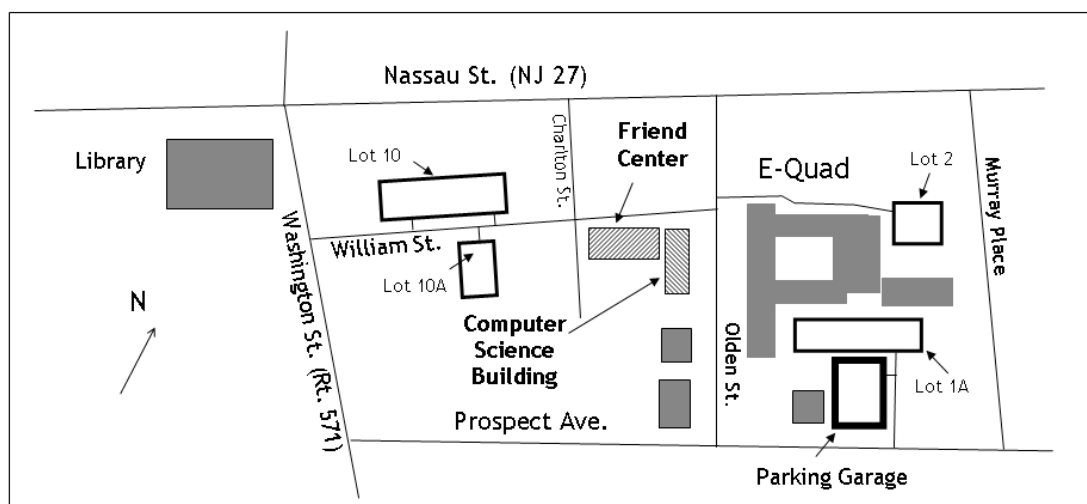 Nassau St. (NJ 27)
Library
Lot 10
Charlton St.
Friend
Center
E-Quad
Lot 2
Murray Place
Washington St. (Rt. 571)
William St.
Lot 10A
N
Computer
Science
Building
Olden St.
Lot 1A
Prospect Ave.
Parking Garage